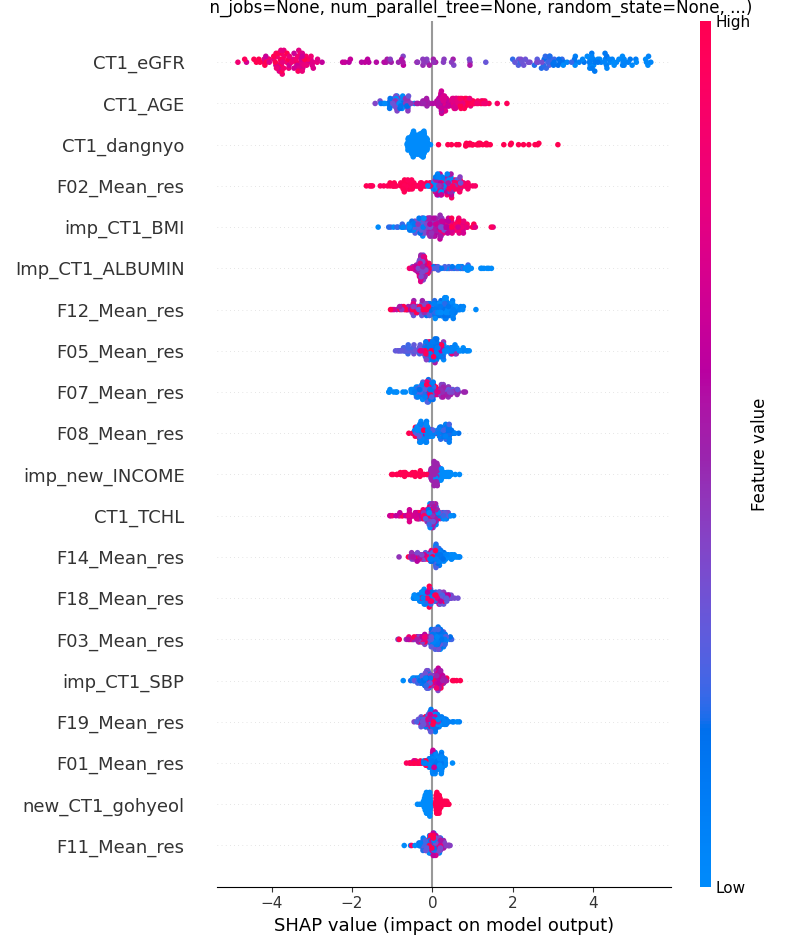 n_jobs=None, num_parallel_tree=None, random_state=None, ...)
High
CT1_eGFR
CT1_AGE
CT1_dangnyo
F02_Mean_res
imp_CT1_BMI
Imp_CT1_ALBUMIN
F12_Mean_res
F05_Mean_res
F07_Mean_res
F08_Mean_res
imp_new_INCOME
CT1_TCHL
F14_Mean_res
F18_Mean_res
F03_Mean_res
imp_CT1_SBP
F19_Mean_res
F01_Mean_res
new_CT1_gohyeol
F11_Mean_res
Feature value
Low
−4 −2 0 2 4
SHAP value (impact on model output)